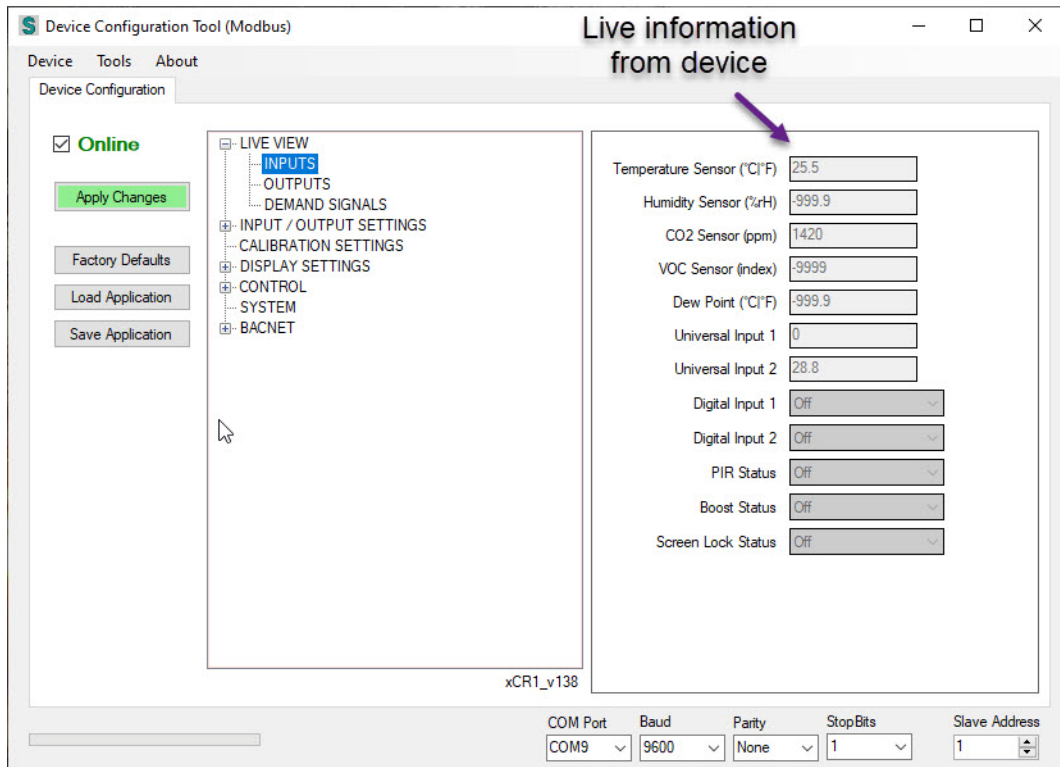 Device Configuration Tool (Modbus)
Live information
from device
Device Tools About
Device Configuration
Online
Apply Changes
Factory Defaults
Load Application
Save Application
LIVE VIEW
INPUTS
OUTPUTS
DEMAND SIGNALS
INPUT / OUTPUT SETTINGS
CALIBRATION SETTINGS
DISPLAY SETTINGS
CONTROL
SYSTEM
BACNET
xCR1_v138
Temperature Sensor (°C|°F) 25.5
Humidity Sensor (%rH) -999.9
CO2 Sensor (ppm) 1420
VOC Sensor (index) -9999
Dew Point (°C|°F) -999.9
Universal Input 1 0
Universal Input 2 28.8
Digital Input 1 Off
Digital Input 2 Off
PIR Status Off
Boost Status Off
Screen Lock Status Off
COM Port Baud Parity StopBits Slave Address
COM9 9600 None 1 1